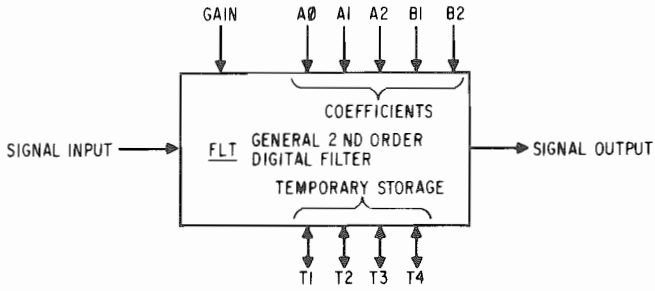 GAIN AØ A1 A2 B1 B2
COEFFICIENTS
SIGNAL INPUT FLT GENERAL 2 ND ORDER SIGNAL OUTPUT
DIGITAL FILTER
TEMPORARY STORAGE
T1 T2 T3 T4